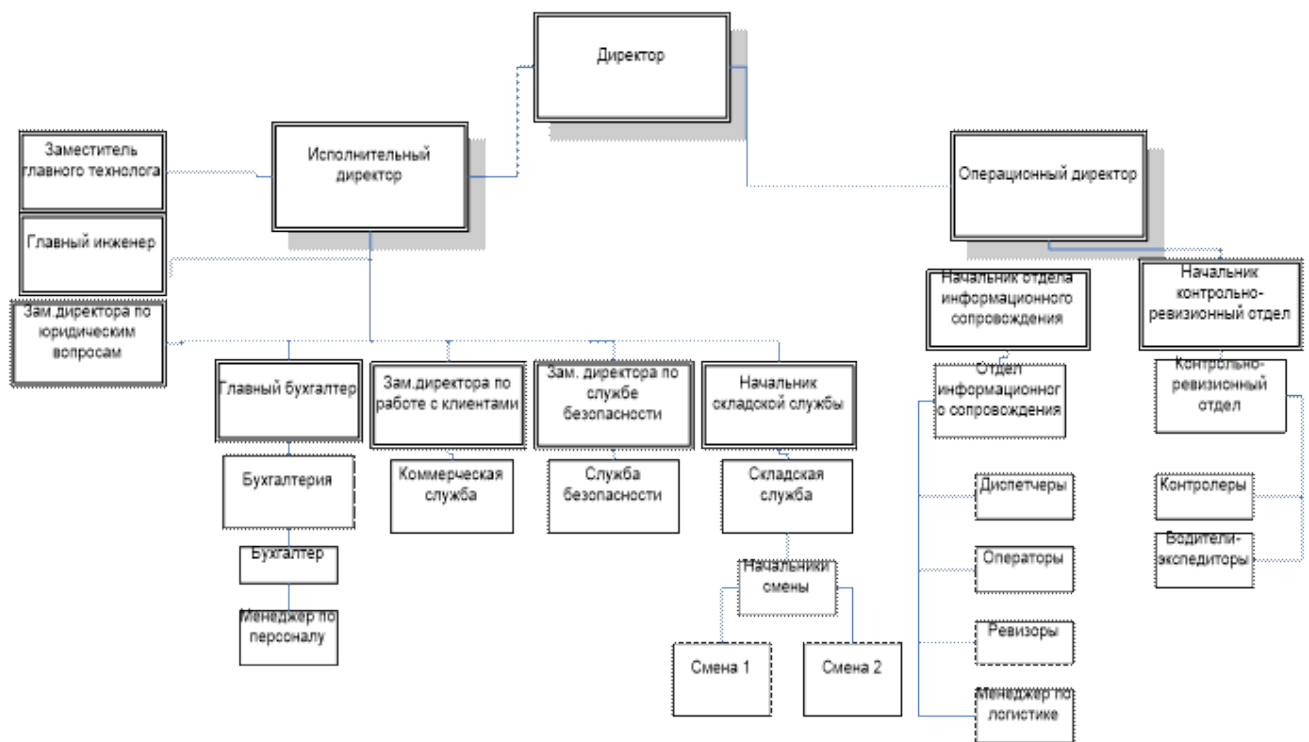 Директор
Заместитель
главного технолога
Исполнительный
директор
Операционный директор
Главный инженер
Зам.директора по
юридическим
вопросам
Начальник отдела
информационного
сопровождения
Начальник
контрольно-
ревизионный отдел
Главный бухгалтер
Зам.директора по
работе с клиентами
Зам. директора по
службе
безопасности
Начальник
складской службы
Отдел
информационног
о сопровождения
Контрольно-
ревизионный
отдел
Бухгалтерия
Коммерческая
служба
Служба
безопасности
Складская
служба
Диспетчеры
Контролеры
Бухгалтер
Начальники
смены
Операторы
Водители-
экспедиторы
Менеджер по
персоналу
Смена 1
Смена 2
Ревизоры
Менеджер по
логистике